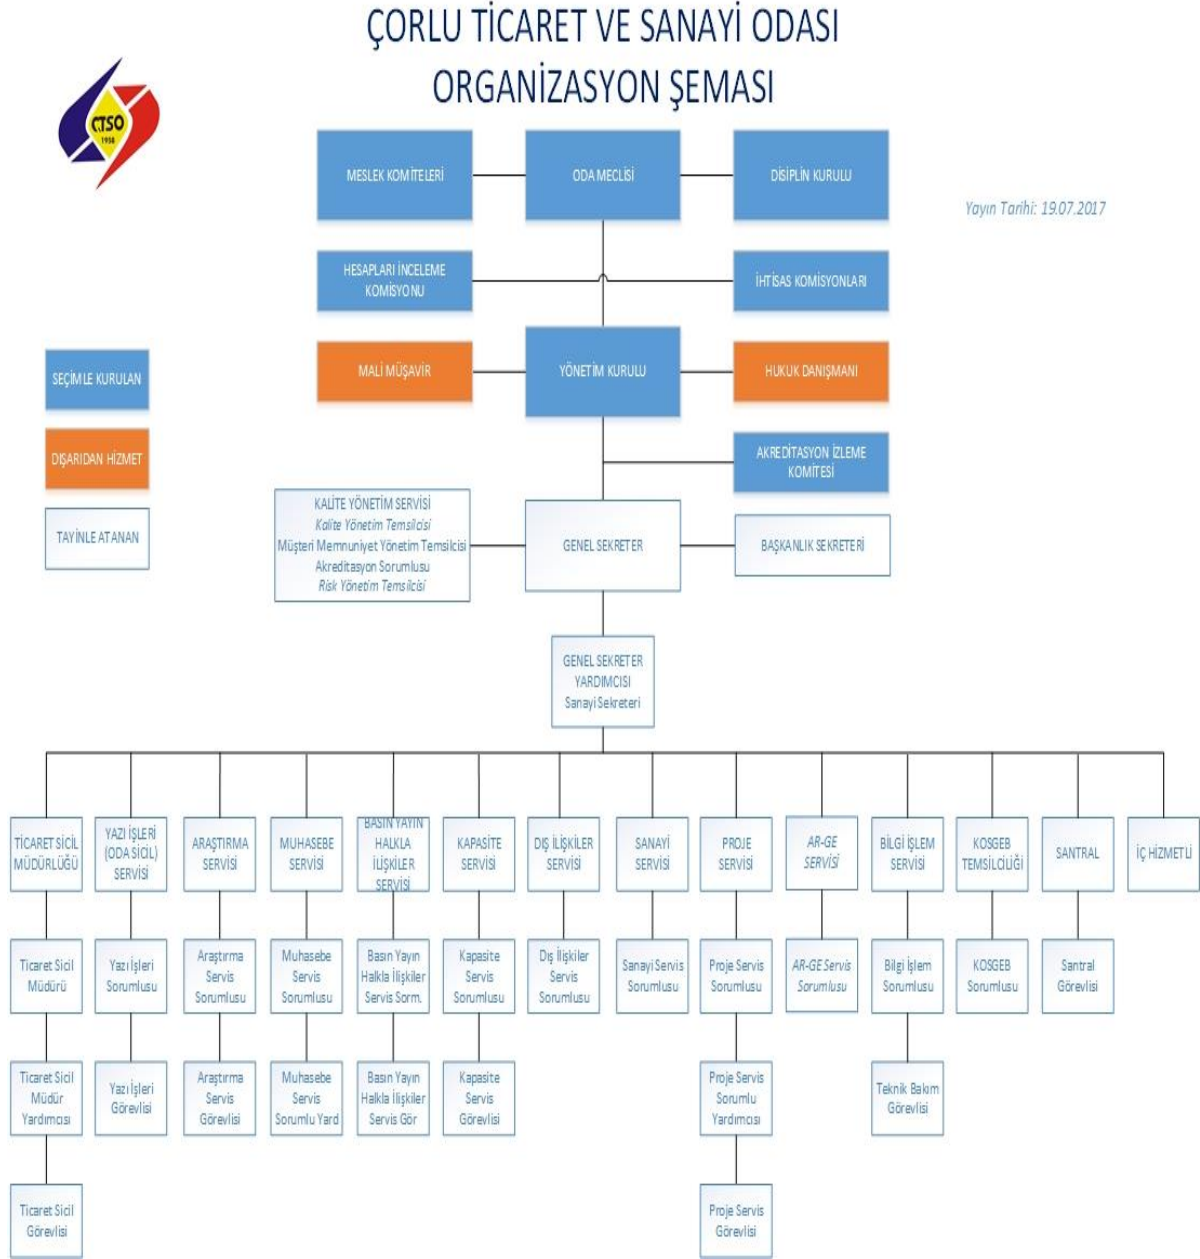 ÇORLU TİCARET VE SANAYİ ODASI
ORGANİZASYON ŞEMASI
ÇTSO
1958
MESLEK KOMİTELERİ
ODA MECLİSİ
DİSİPLİN KURULU
Yayın Tarihi: 19.07.2017
HESAPLARI İNCELEME
KOMİSYONU
İHTİSAS KOMİSYONLARI
SEÇİMLE KURULAN
MALİ MÜŞAVİR
YÖNETİM KURULU
HUKUK DANIŞMANI
DIŞARIDAN HİZMET
AKREDİTASYON İZLEME
KOMİTESİ
TAYİNLE ATANAN
KALİTE YÖNETİM SERVİSİ
Kalite Yönetim Temsilcisi
Müşteri Memnuniyet Yönetim Temsilcisi
Akreditasyon Sorumlusu
Risk Yönetim Temsilcisi
GENEL SEKRETER
BAŞKANLIK SEKRETERİ
GENEL SEKRETER
YARDIMCISI
Sanayi Sekreteri
TİCARET SİCİL
MÜDÜRLÜĞÜ
YAZI İŞLERİ
(ODA SİCİL)
SERVİSİ
ARAŞTIRMA
SERVİSİ
MUHASEBE
SERVİSİ
BASIN YAYIN
HALKLA
İLİŞKİLER
SERVİSİ
KAPASİTE
SERVİSİ
DIŞ İLİŞKİLER
SERVİSİ
SANAYİ
SERVİSİ
PROJE
SERVİSİ
AR-GE
SERVİSİ
BİLGİ İŞLEM
SERVİSİ
KOSGEB
TEMSİLCİLİĞİ
SANTRAL
İÇ HİZMETLİ
Ticaret Sicil
Müdürü
Yazı İşleri
Sorumlusu
Araştırma
Servis
Sorumlusu
Muhasebe
Servis
Sorumlusu
Basın Yayın
Halkla İlişkiler
Servis Sorm.
Kapasite
Servis
Sorumlusu
Dış İlişkiler
Servis
Sorumlusu
Sanayi Servis
Sorumlusu
Proje Servis
Sorumlusu
AR-GE Servis
Sorumlusu
Bilgi İşlem
Sorumlusu
KOSGEB
Sorumlusu
Santral
Görevlisi
Ticaret Sicil
Müdür
Yardımcısı
Yazı İşleri
Görevlisi
Araştırma
Servis
Görevlisi
Muhasebe
Servis
Sorumlu Yard
Basın Yayın
Halkla İlişkiler
Servis Gör
Kapasite
Servis
Görevlisi
Proje Servis
Sorumlu
Yardımcısı
Teknik Bakım
Görevlisi
Ticaret Sicil
Görevlisi
Proje Servis
Görevlisi